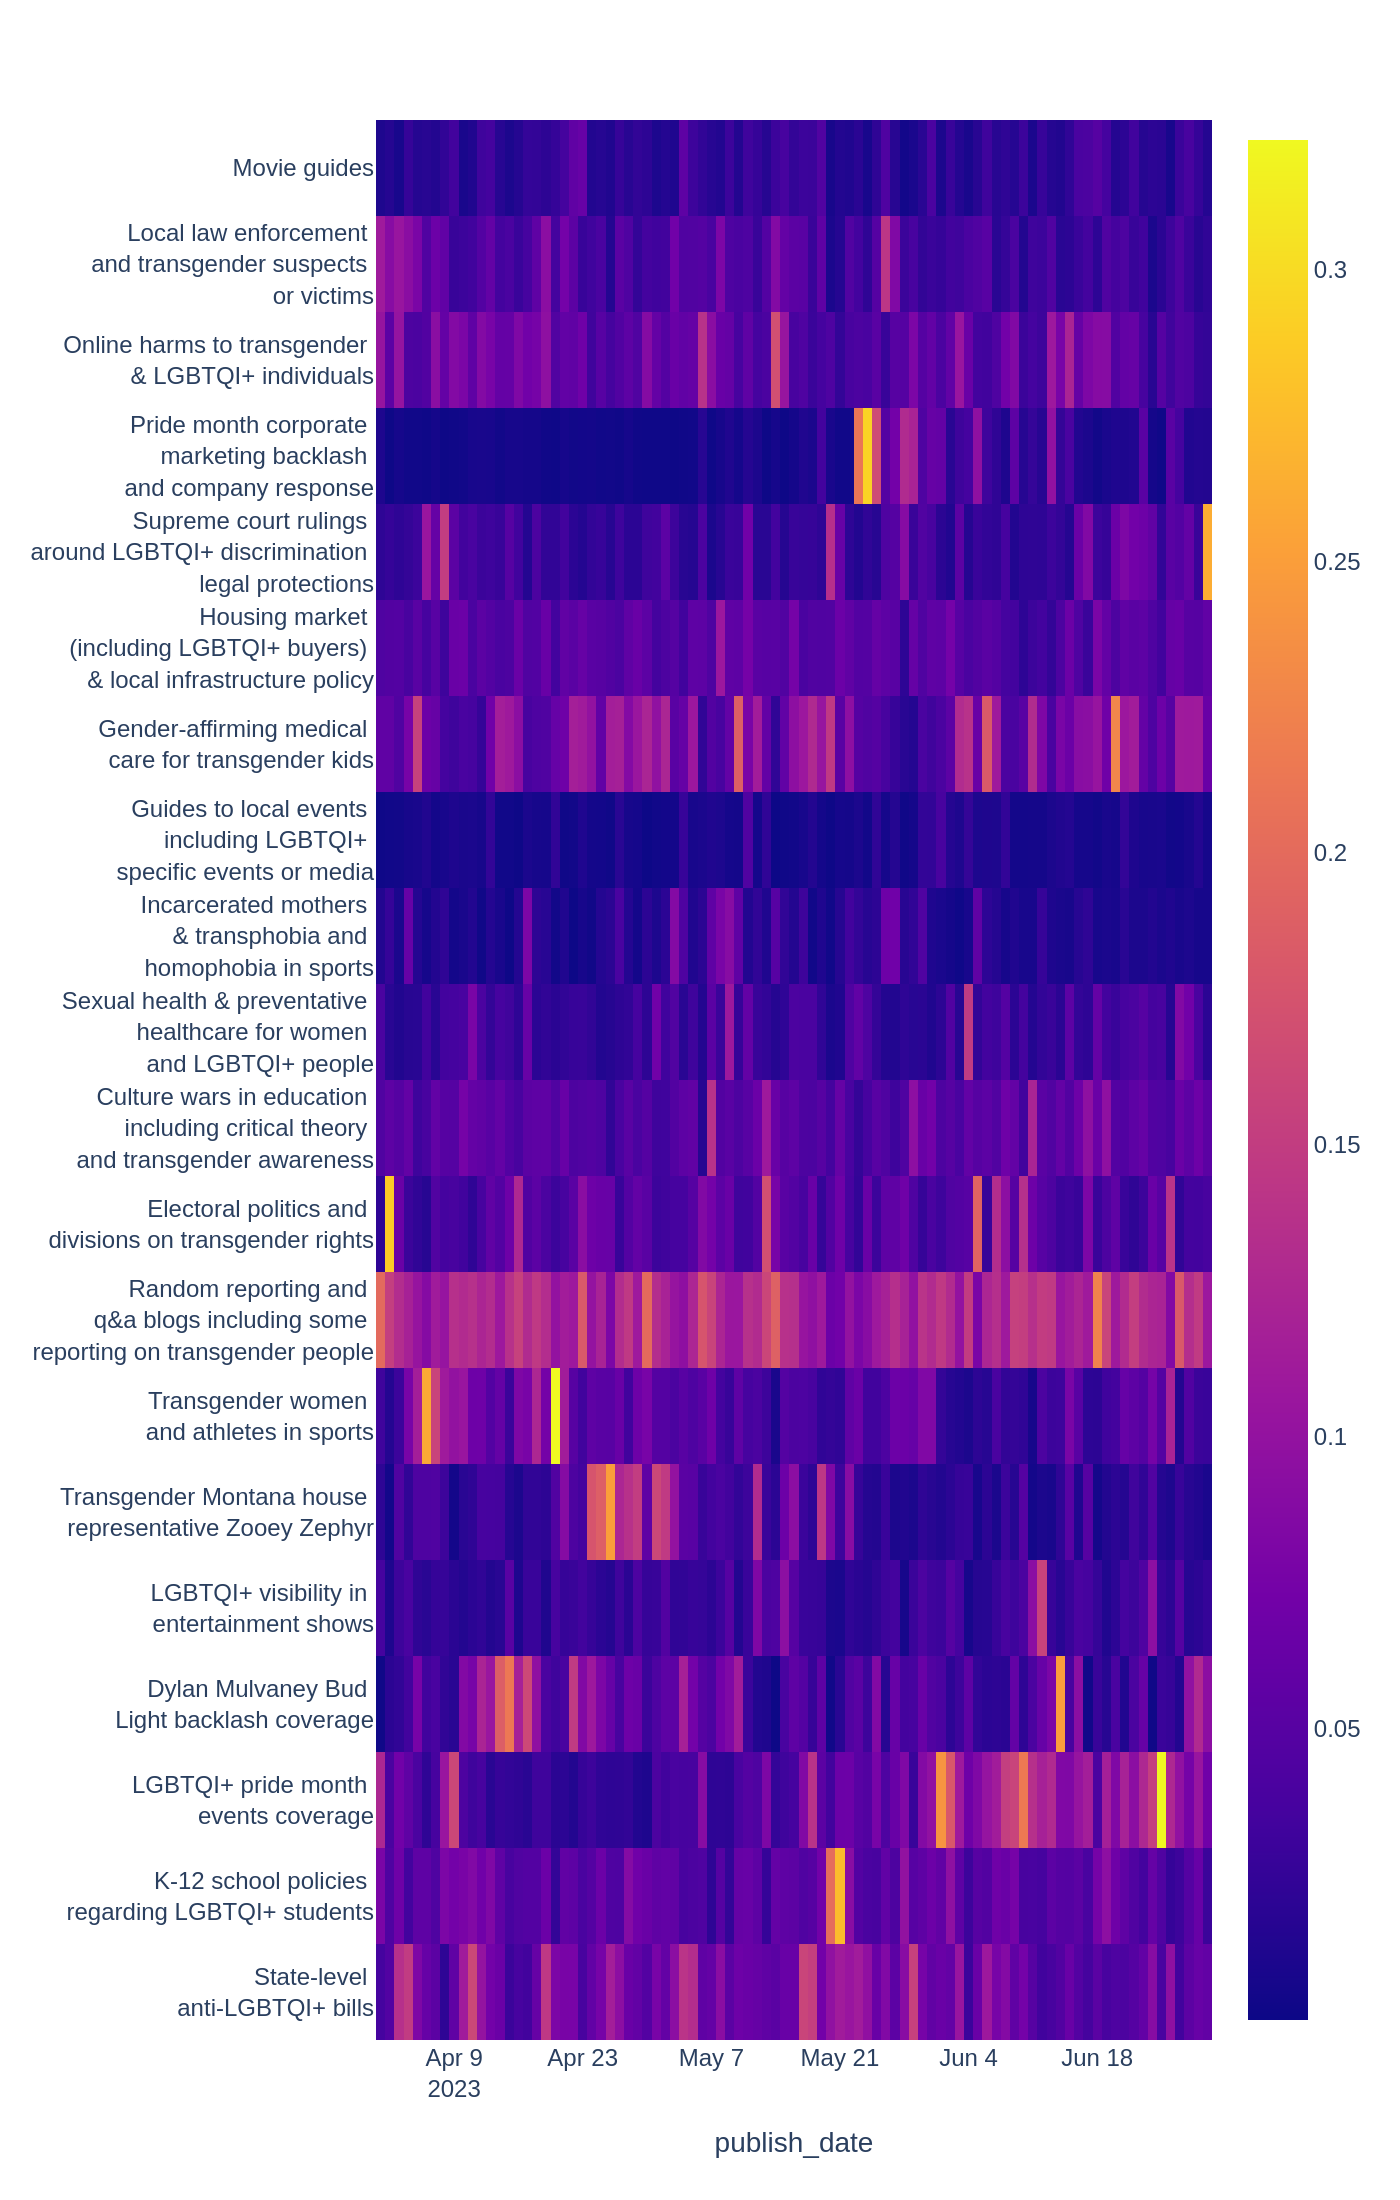 Movie guides
Local law enforcement
and transgender suspects
or victims
Online harms to transgender
& LGBTQI+ individuals
Pride month corporate
marketing backlash
and company response
Supreme court rulings
around LGBTQI+ discrimination
legal protections
Housing market
(including LGBTQI+ buyers)
& local infrastructure policy
Gender-affirming medical
care for transgender kids
Guides to local events
including LGBTQI+
specific events or media
Incarcerated mothers
& transphobia and
homophobia in sports
Sexual health & preventative
healthcare for women
and LGBTQI+ people
Culture wars in education
including critical theory
and transgender awareness
Electoral politics and
divisions on transgender rights
Random reporting and
q&a blogs including some
reporting on transgender people
Transgender women
and athletes in sports
Transgender Montana house
representative Zooey Zephyr
LGBTQI+ visibility in
entertainment shows
Dylan Mulvaney Bud
Light backlash coverage
LGBTQI+ pride month
events coverage
K-12 school policies
regarding LGBTQI+ students
State-level
anti-LGBTQI+ bills
Apr 9
2023
Apr 23
May 7
May 21
Jun 4
Jun 18
publish_date
0.3
0.25
0.2
0.15
0.1
0.05